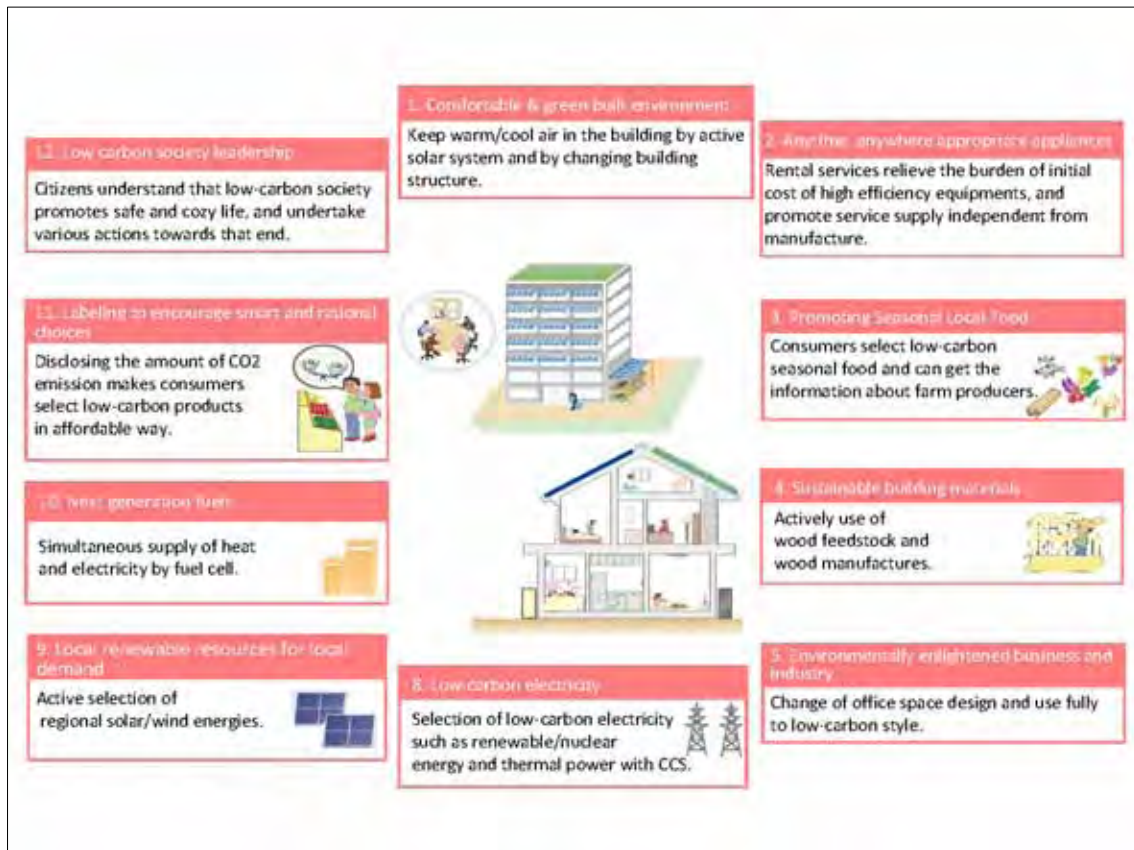 1. Comfortable & green built environment
Keep warm/cool air in the building by active
solar system and by changing building
structure.
2. Anytime, anywhere appropriate appliances
Rental services relieve the burden of initial
cost of high efficiency equipments, and
promote service supply independent from
manufacture.
3. Promoting Seasonal Local Food
Consumers select low-carbon
seasonal food and can get the
information about farm producers.
4. Sustainable building materials
Actively use of
wood feedstock and
wood manufactures.
5. Environmentally enlightened business and
industry
Change of office space design and use fully
to low-carbon style.
8. Low-carbon electricity
Selection of low-carbon electricity
such as renewable/nuclear
energy and thermal power with CCS.
9. Local renewable resources for local
demand
Active selection of
regional solar/wind energies.
10. Next generation fuels
Simultaneous supply of heat
and electricity by fuel cell.
11. Labeling to encourage smart and rational
choices
Disclosing the amount of CO2
emission makes consumers
select low-carbon products
in affordable way.
12. Low carbon society leadership
Citizens understand that low-carbon society
promotes safe and cozy life, and undertake
various actions towards that end.